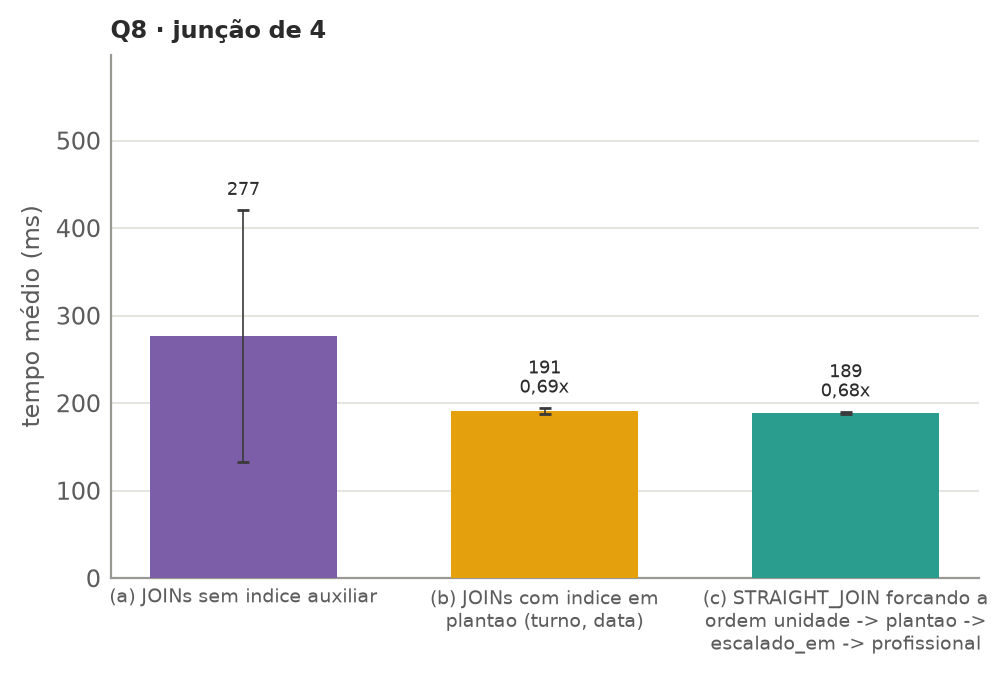 Q8 · junção de 4
tempo médio (ms)
500
400
300
200
100
0
277
191
0,69x
189
0,68x
(a) JOINs sem indice auxiliar
(b) JOINs com indice em
plantao (turno, data)
(c) STRAIGHT_JOIN forcando a
ordem unidade -> plantao ->
escalado_em -> profissional